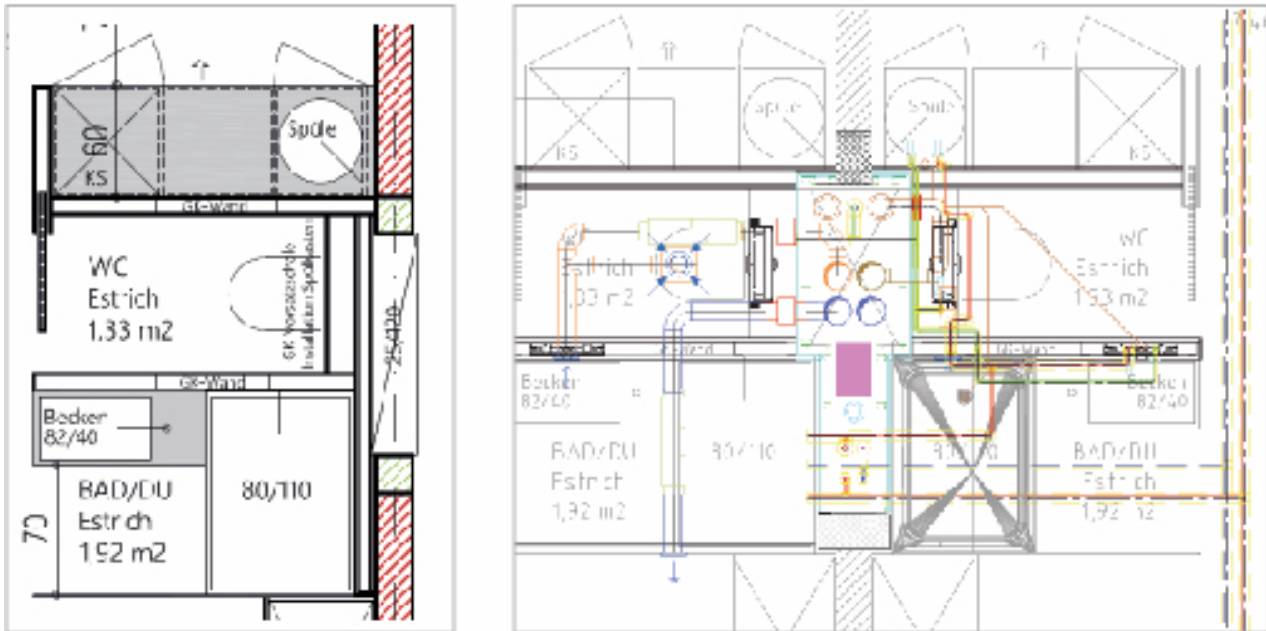 60
KS
Spüle
GK-Wand
WC
Estrich
1,33 m2
GK Vorsatzschale
Installation Spülkasten
25/120
GK-Wand
Becken
82/40
80/110
BAD/DU
Estrich
1,92 m2
70
Spüle
Spüle
KS
KS
WC
Estrich
1,33 m2
Estrich
1,33 m2
GK-Wand
Becken
82/40
Becken
82/40
BAD/DU
Estrich
1,92 m2
80/110
BAD/DU
Estrich
1,92 m2